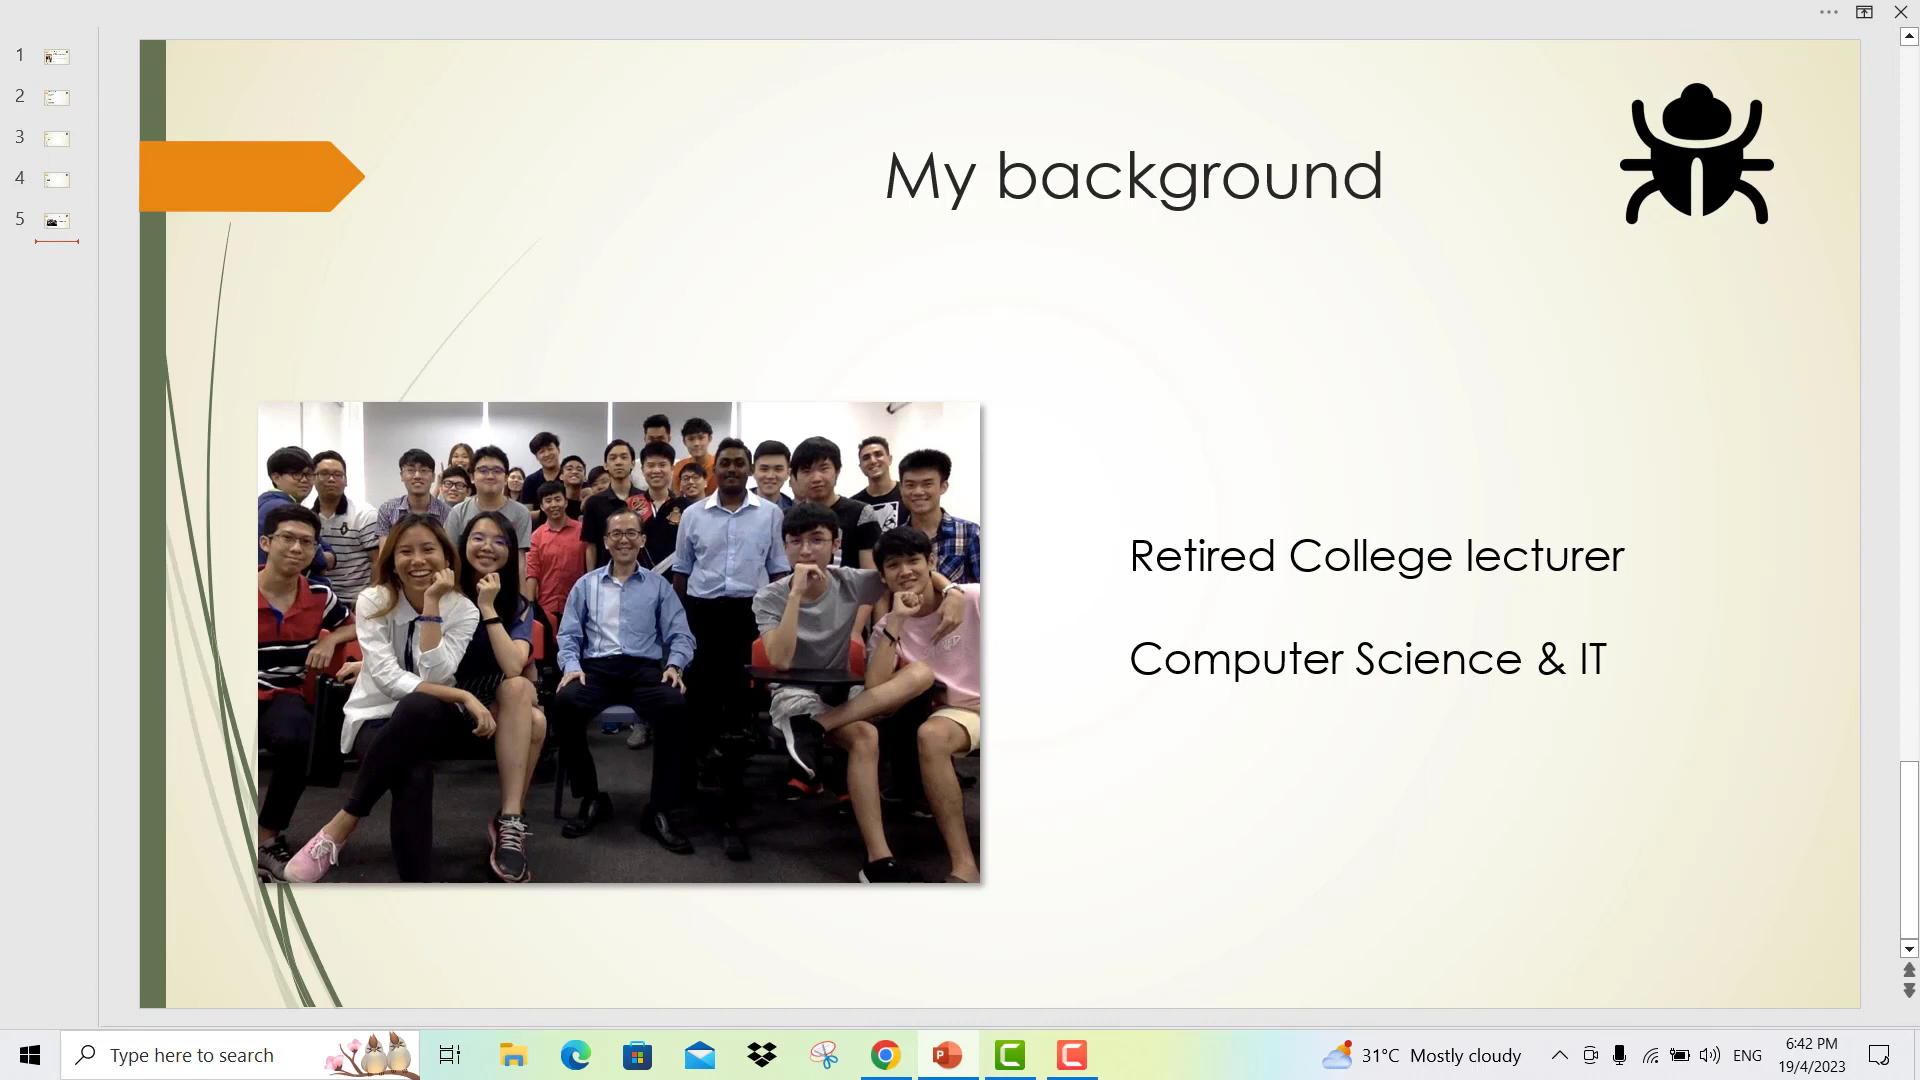 1
2
3
4
5
My background
Retired College lecturer
Computer Science & IT
Type here to search
31°C Mostly cloudy
ENG
6:42 PM
19/4/2023